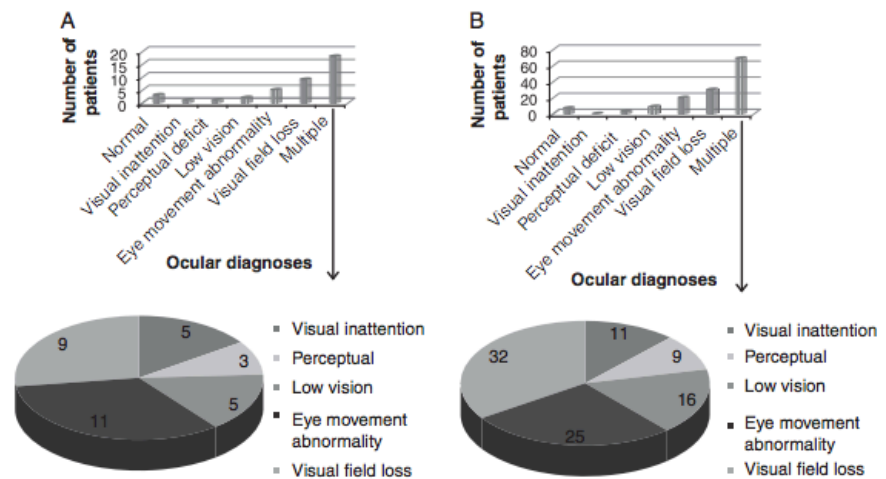 A
Number of
patients
20
15
10
5
0
Normal
Visual inattention
Perceptual deficit
Low vision
Eye movement abnormality
Visual field loss
Multiple
Ocular diagnoses
9
5
3
5
11
Visual inattention
Perceptual
Low vision
Eye movement
abnormality
Visual field loss
B
Number of
patients
80
60
40
20
0
Normal
Visual inattention
Perceptual deficit
Low vision
Eye movement abnormality
Visual field loss
Multiple
Ocular diagnoses
32
11
9
16
25
Visual inattention
Perceptual
Low vision
Eye movement
abnormality
Visual field loss